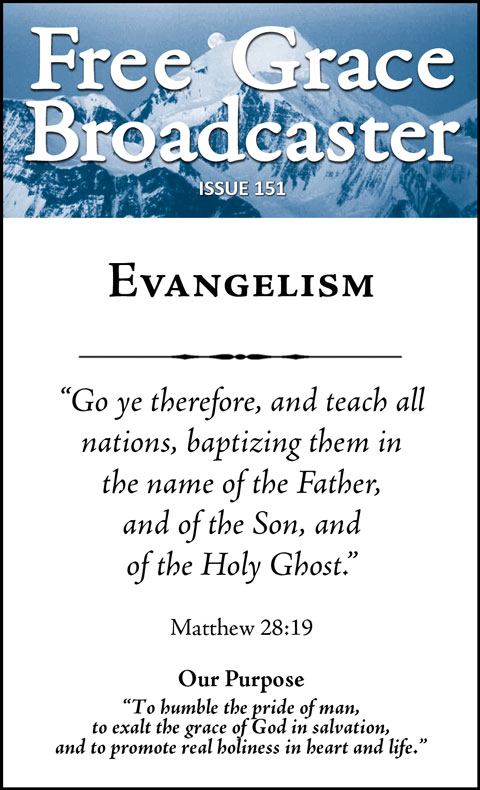 Free Grace
Broadcaster
ISSUE 151
EVANGELISM
“Go ye therefore, and teach all
nations, baptizing them in
the name of the Father,
and of the Son, and
of the Holy Ghost.”
Matthew 28:19
Our Purpose
“To humble the pride of man,
to exalt the grace of God in salvation,
and to promote real holiness in heart and life.”